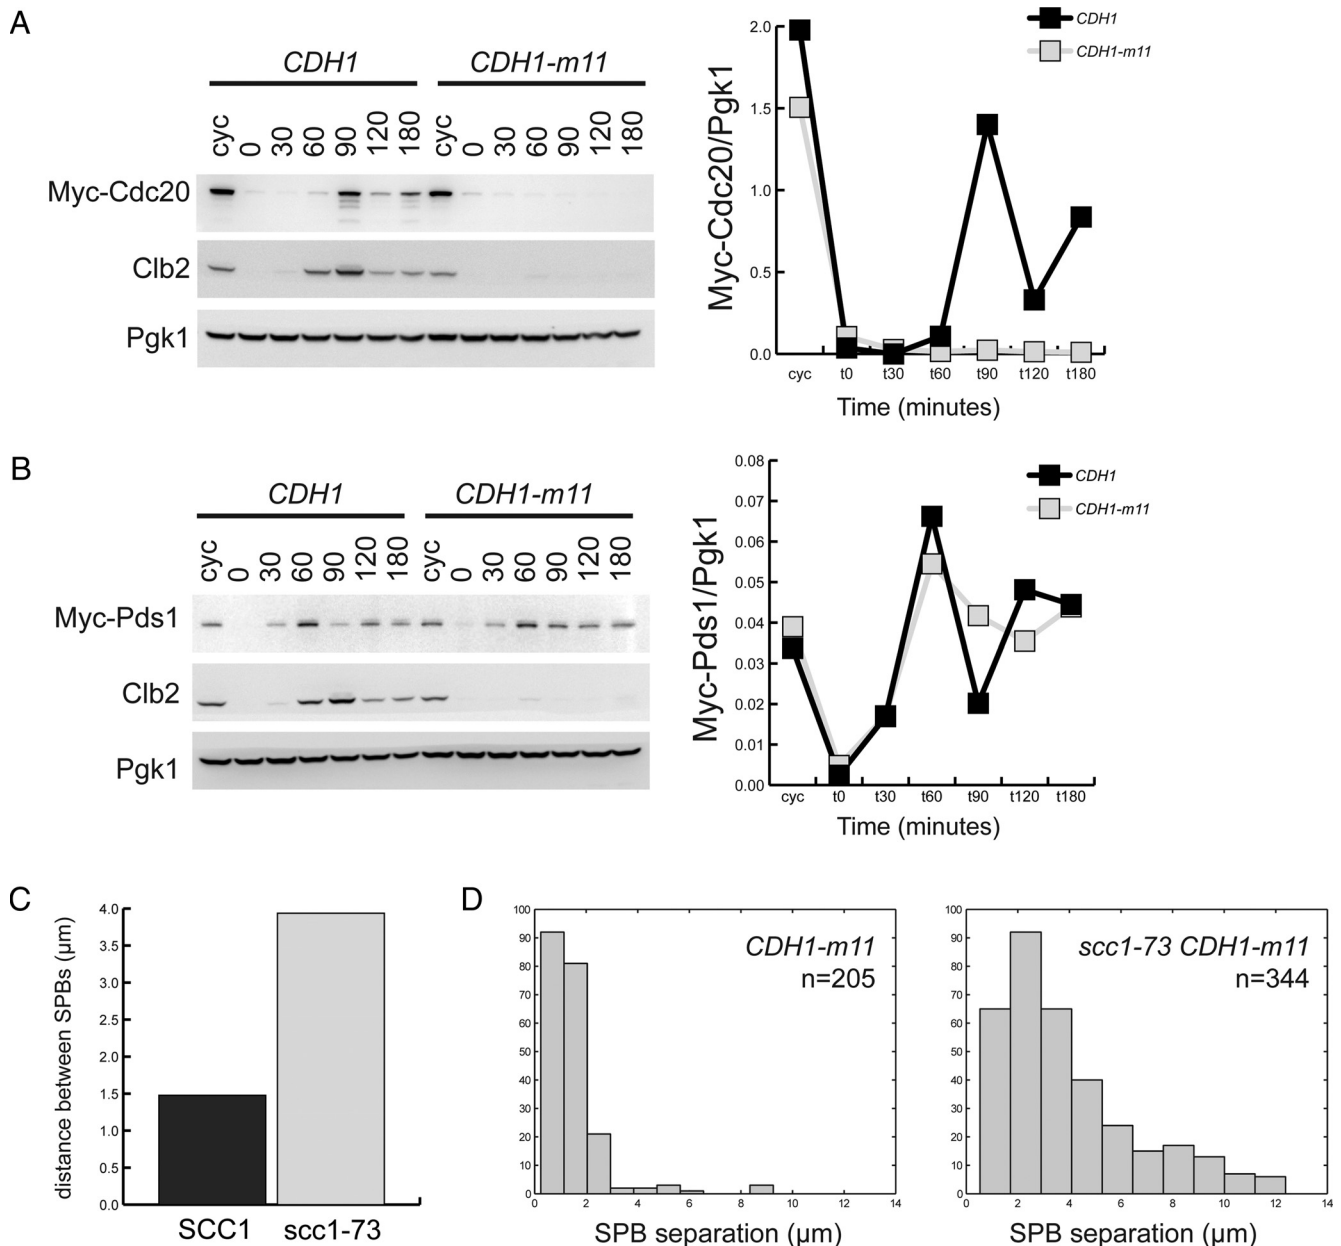 A
CDH1
CDH1-m11
cyc 0 30 60 90 120 180 cyc 0 30 60 90 120 180
Myc-Cdc20
Clb2
Pgk1
Myc-Cdc20/Pgk1
2.0
1.5
1.0
0.5
0.0
cyc t0 t30 t60 t90 t120 t180
Time (minutes)
CDH1
CDH1-m11
B
CDH1
CDH1-m11
cyc 0 30 60 90 120 180 cyc 0 30 60 90 120 180
Myc-Pds1
Clb2
Pgk1
Myc-Pds1/Pgk1
0.08
0.07
0.06
0.05
0.04
0.03
0.02
0.01
0.00
cyc t0 t30 t60 t90 t120 t180
Time (minutes)
CDH1
CDH1-m11
C
distance between SPBs (µm)
4.0
3.5
3.0
2.5
2.0
1.5
1.0
0.5
0.0
SCC1 scc1-73
D
100
90
80
70
60
50
40
30
20
10
0
0 2 4 6 8 10 12 14
CDH1-m11
n=205
SPB separation (µm)
100
90
80
70
60
50
40
30
20
10
0
0 2 4 6 8 10 12 14
scc1-73 CDH1-m11
n=344
SPB separation (µm)